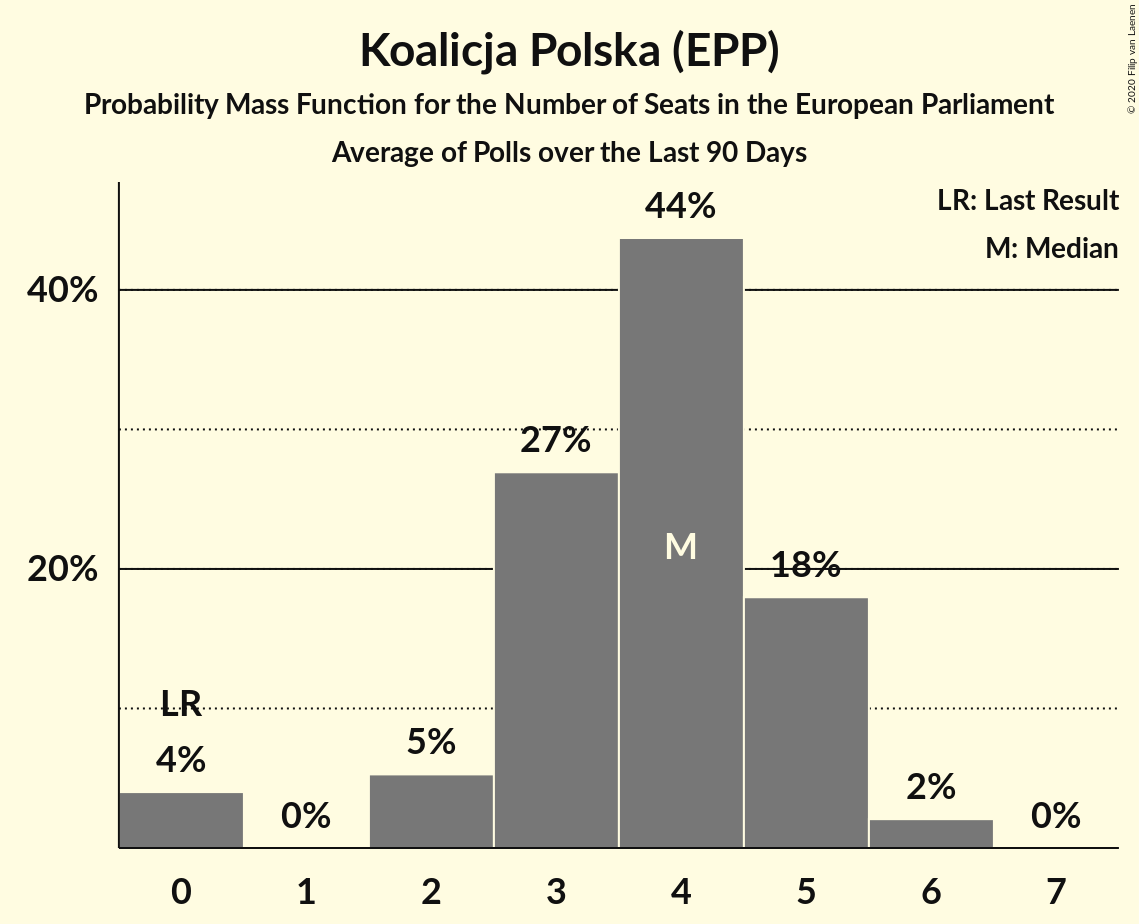 Koalicja Polska (EPP)
Probability Mass Function for the Number of Seats in the European Parliament
Average of Polls over the Last 90 Days
© 2020 Filip van Laenen
LR: Last Result
M: Median
44%
40%
27%
M
20%
18%
LR
4%
0%
5%
2%
0%
0 1 2 3 4 5 6 7